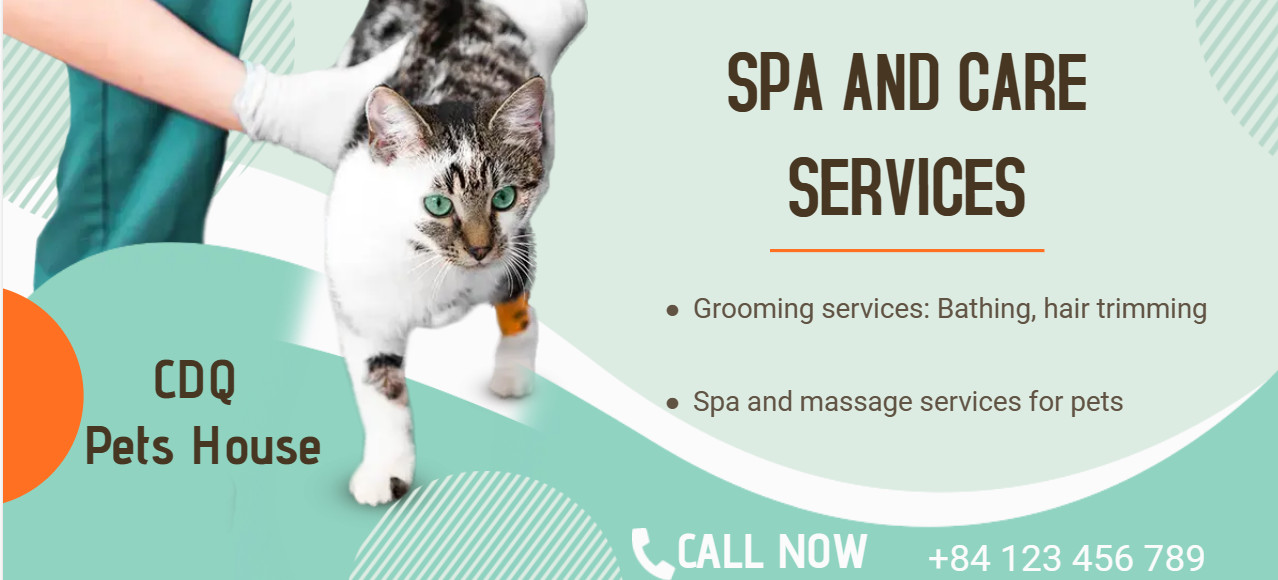 SPA AND CARE
SERVICES
● Grooming services: Bathing, hair trimming
● Spa and massage services for pets
CDQ
Pets House
CALL NOW +84 123 456 789